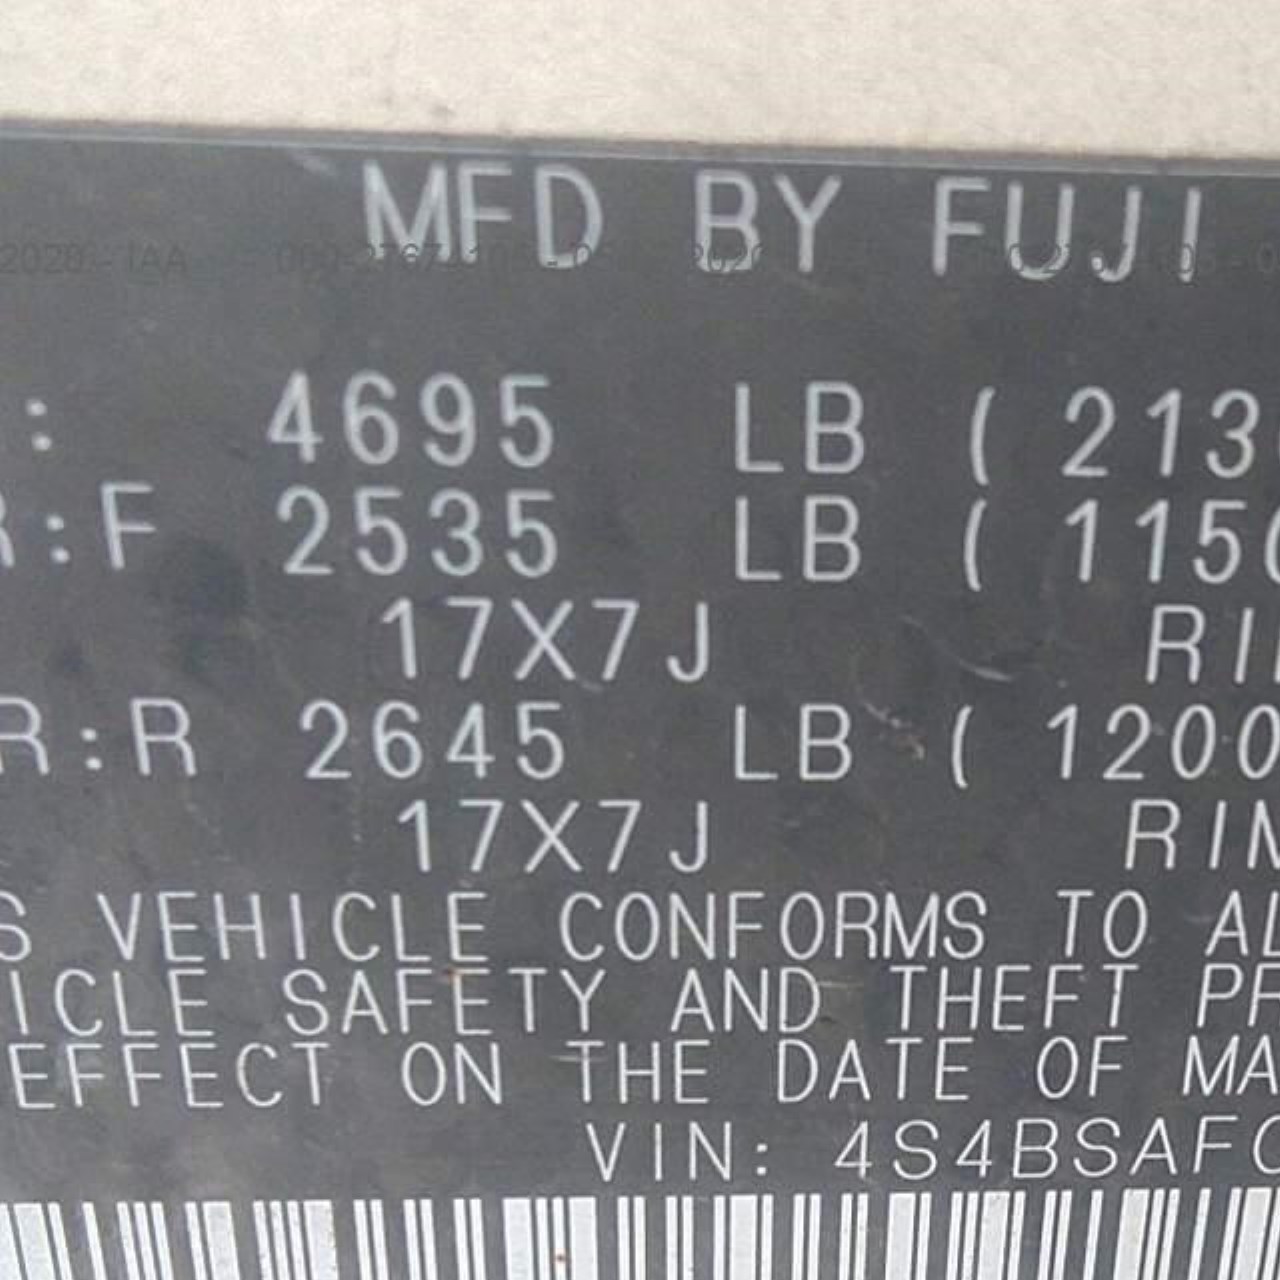 MFD BY FUJI
: 4695 LB ( 213
R:F 2535 LB ( 115
17X7J RI
R:R 2645 LB ( 1200
17X7J RIM
S VEHICLE CONFORMS TO AL
ICLE SAFETY AND THEFT PR
EFFECT ON THE DATE OF MA
VIN: 4S4BSAFC